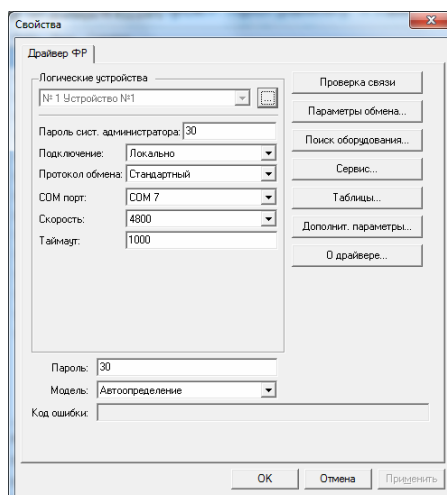 Свойства
Драйвер ФР
Логические устройства
№ 1 Устройство №1
...
Пароль сист. администратора: 30
Подключение: Локально
Протокол обмена: Стандартный
COM порт: COM 7
Скорость: 4800
Таймаут: 1000
Проверка связи
Параметры обмена...
Поиск оборудования...
Сервис...
Таблицы...
Дополнит. параметры...
О драйвере...
Пароль: 30
Модель: Автоопределение
Код ошибки:
OK Отмена Применить